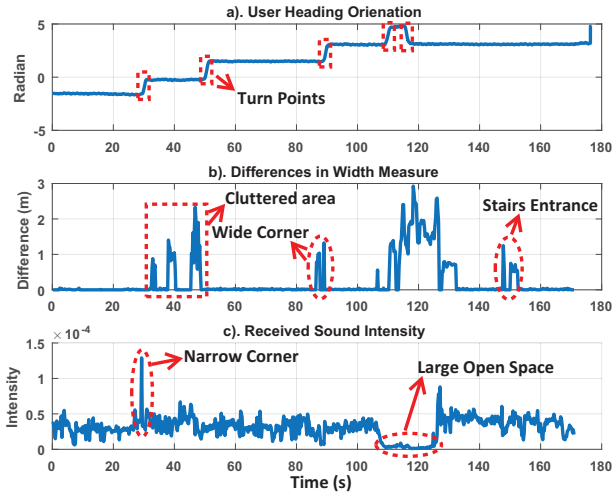 a). User Heading Orienation
5
0
-5
Radian
Turn Points
0 20 40 60 80 100 120 140 160 180
b). Differences in Width Measure
3
2
1
0
Difference (m)
Cluttered area
Wide Corner
Stairs Entrance
0 20 40 60 80 100 120 140 160 180
c). Received Sound Intensity
× 10-4
1.5
1
0.5
0
Intensity
Narrow Corner
Large Open Space
0 20 40 60 80 100 120 140 160 180
Time (s)